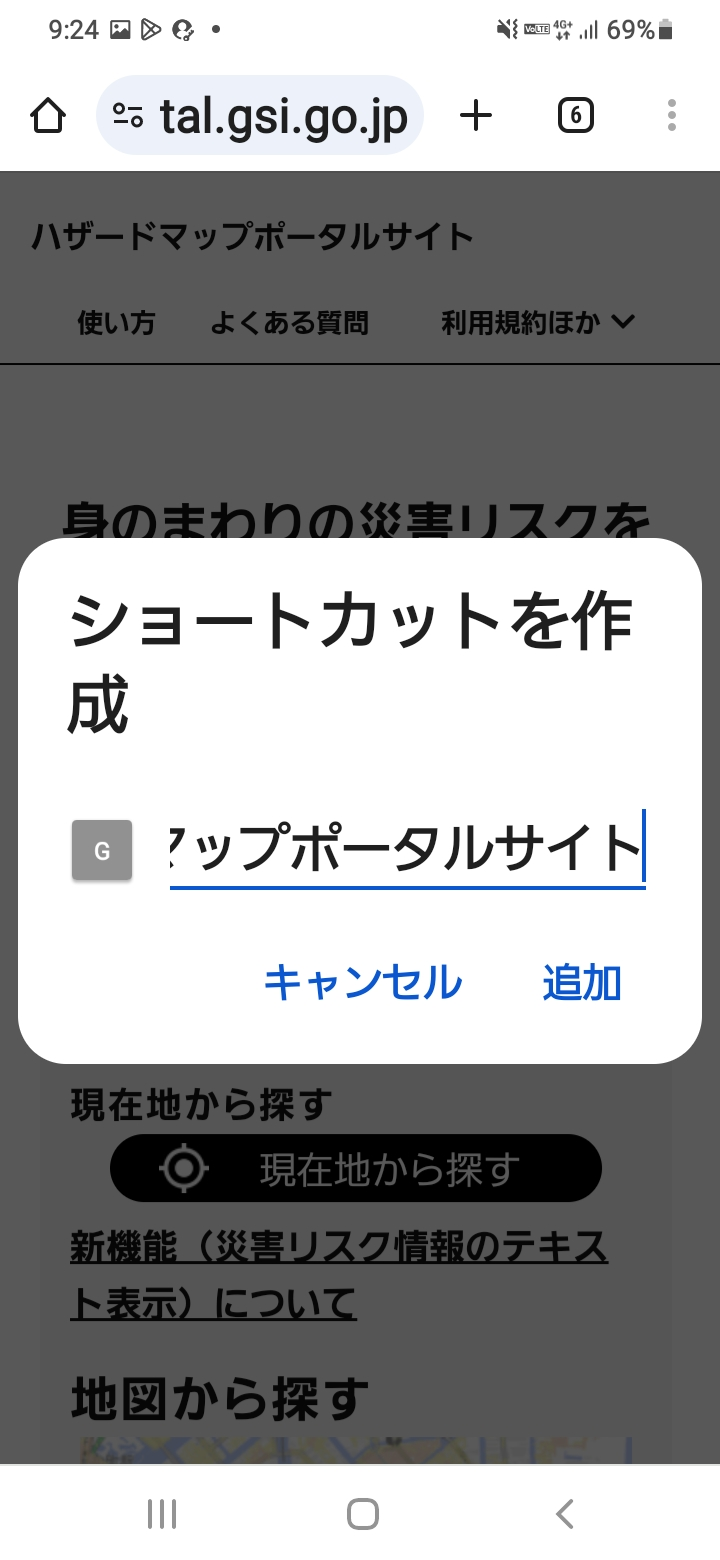 9:24
VoLTE 4G+ 69%
tal.gsi.go.jp
6
ハザードマップポータルサイト
使い方 よくある質問 利用規約ほか
身のまわりの災害リスクを
ショートカットを作
成
G
マップポータルサイト
キャンセル 追加
現在地から探す
現在地から探す
新機能（災害リスク情報のテキス
ト表示）について
地図から探す